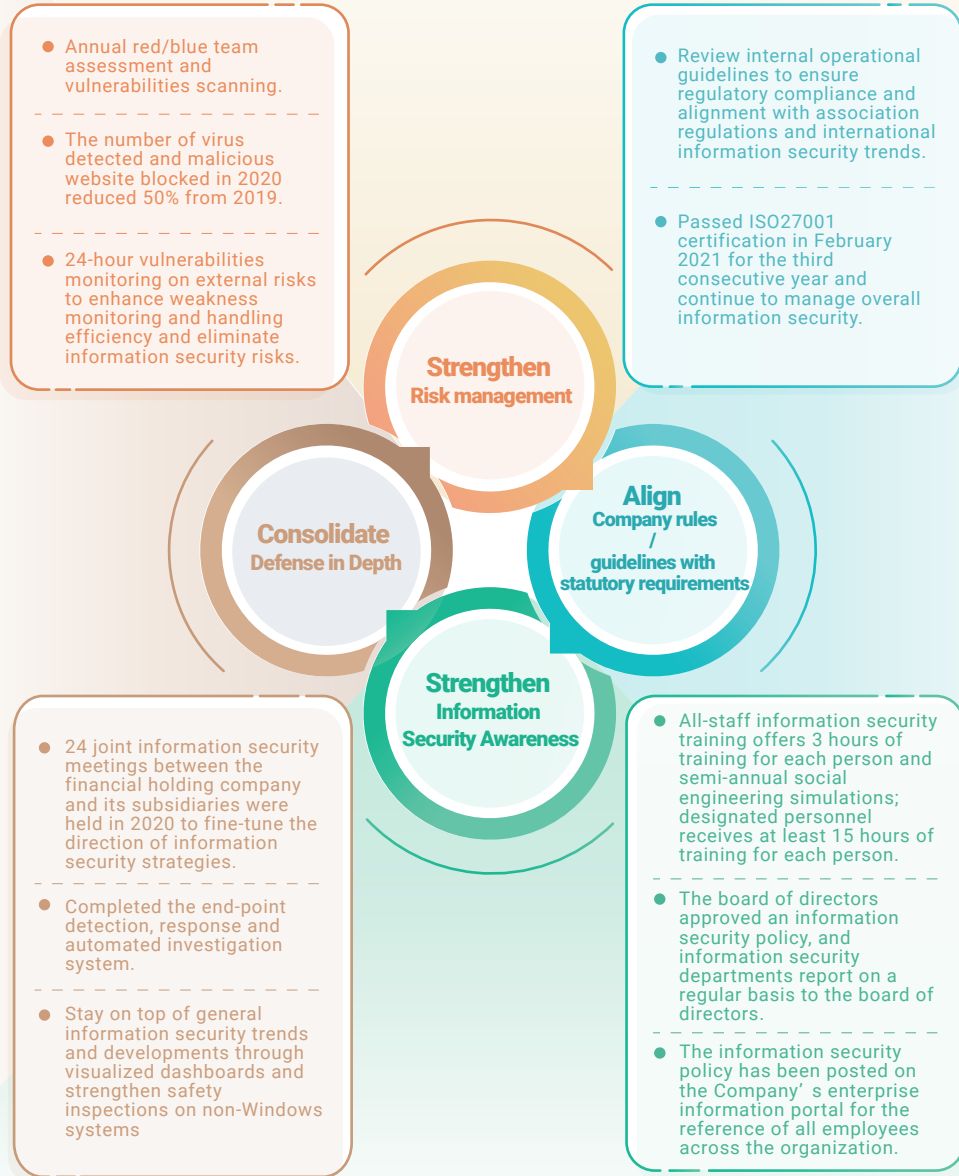 Annual red/blue team
assessment and
vulnerabilities scanning.
The number of virus
detected and malicious
website blocked in 2020
reduced 50% from 2019.
24-hour vulnerabilities
monitoring on external risks
to enhance weakness
monitoring and handling
efficiency and eliminate
information security risks.
Review internal operational
guidelines to ensure
regulatory compliance and
alignment with association
regulations and international
information security trends.
Passed ISO27001
certification in February
2021 for the third
consecutive year and
continue to manage overall
information security.
Strengthen
Risk management
Consolidate
Defense in Depth
Align
Company rules
/
guidelines with
statutory requirements
Strengthen
Information
Security Awareness
24 joint information security
meetings between the
financial holding company
and its subsidiaries were
held in 2020 to fine-tune the
direction of information
security strategies.
Completed the end-point
detection, response and
automated investigation
system.
Stay on top of general
information security trends
and developments through
visualized dashboards and
strengthen safety
inspections on non-Windows
systems
All-staff information security
training offers 3 hours of
training for each person and
semi-annual social
engineering simulations;
designated personnel
receives at least 15 hours of
training for each person.
The board of directors
approved an information
security policy, and
information security
departments report on a
regular basis to the board of
directors.
The information security
policy has been posted on
the Company’ s enterprise
information portal for the
reference of all employees
across the organization.